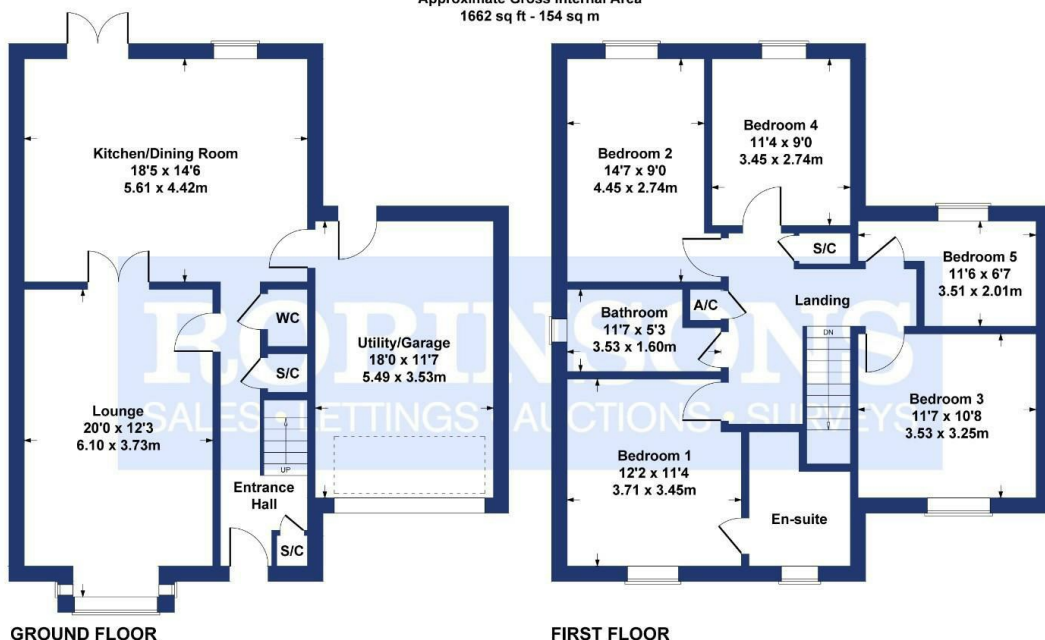 Approximate Gross Internal Area
1662 sq ft - 154 sq m
Kitchen/Dining Room
18'5 x 14'6
5.61 x 4.42m
WC
S/C
Utility/Garage
18'0 x 11'7
5.49 x 3.53m
Lounge
20'0 x 12'3
6.10 x 3.73m
UP
Entrance
Hall
S/C
GROUND FLOOR
Bedroom 2
14'7 x 9'0
4.45 x 2.74m
Bedroom 4
11'4 x 9'0
3.45 x 2.74m
S/C
Bedroom 5
11'6 x 6'7
3.51 x 2.01m
A/C
Landing
Bathroom
11'7 x 5'3
3.53 x 1.60m
DN
Bedroom 3
11'7 x 10'8
3.53 x 3.25m
Bedroom 1
12'2 x 11'4
3.71 x 3.45m
En-suite
FIRST FLOOR
ROBINSONS
SALES • LETTINGS • AUCTIONS • SURVEYS